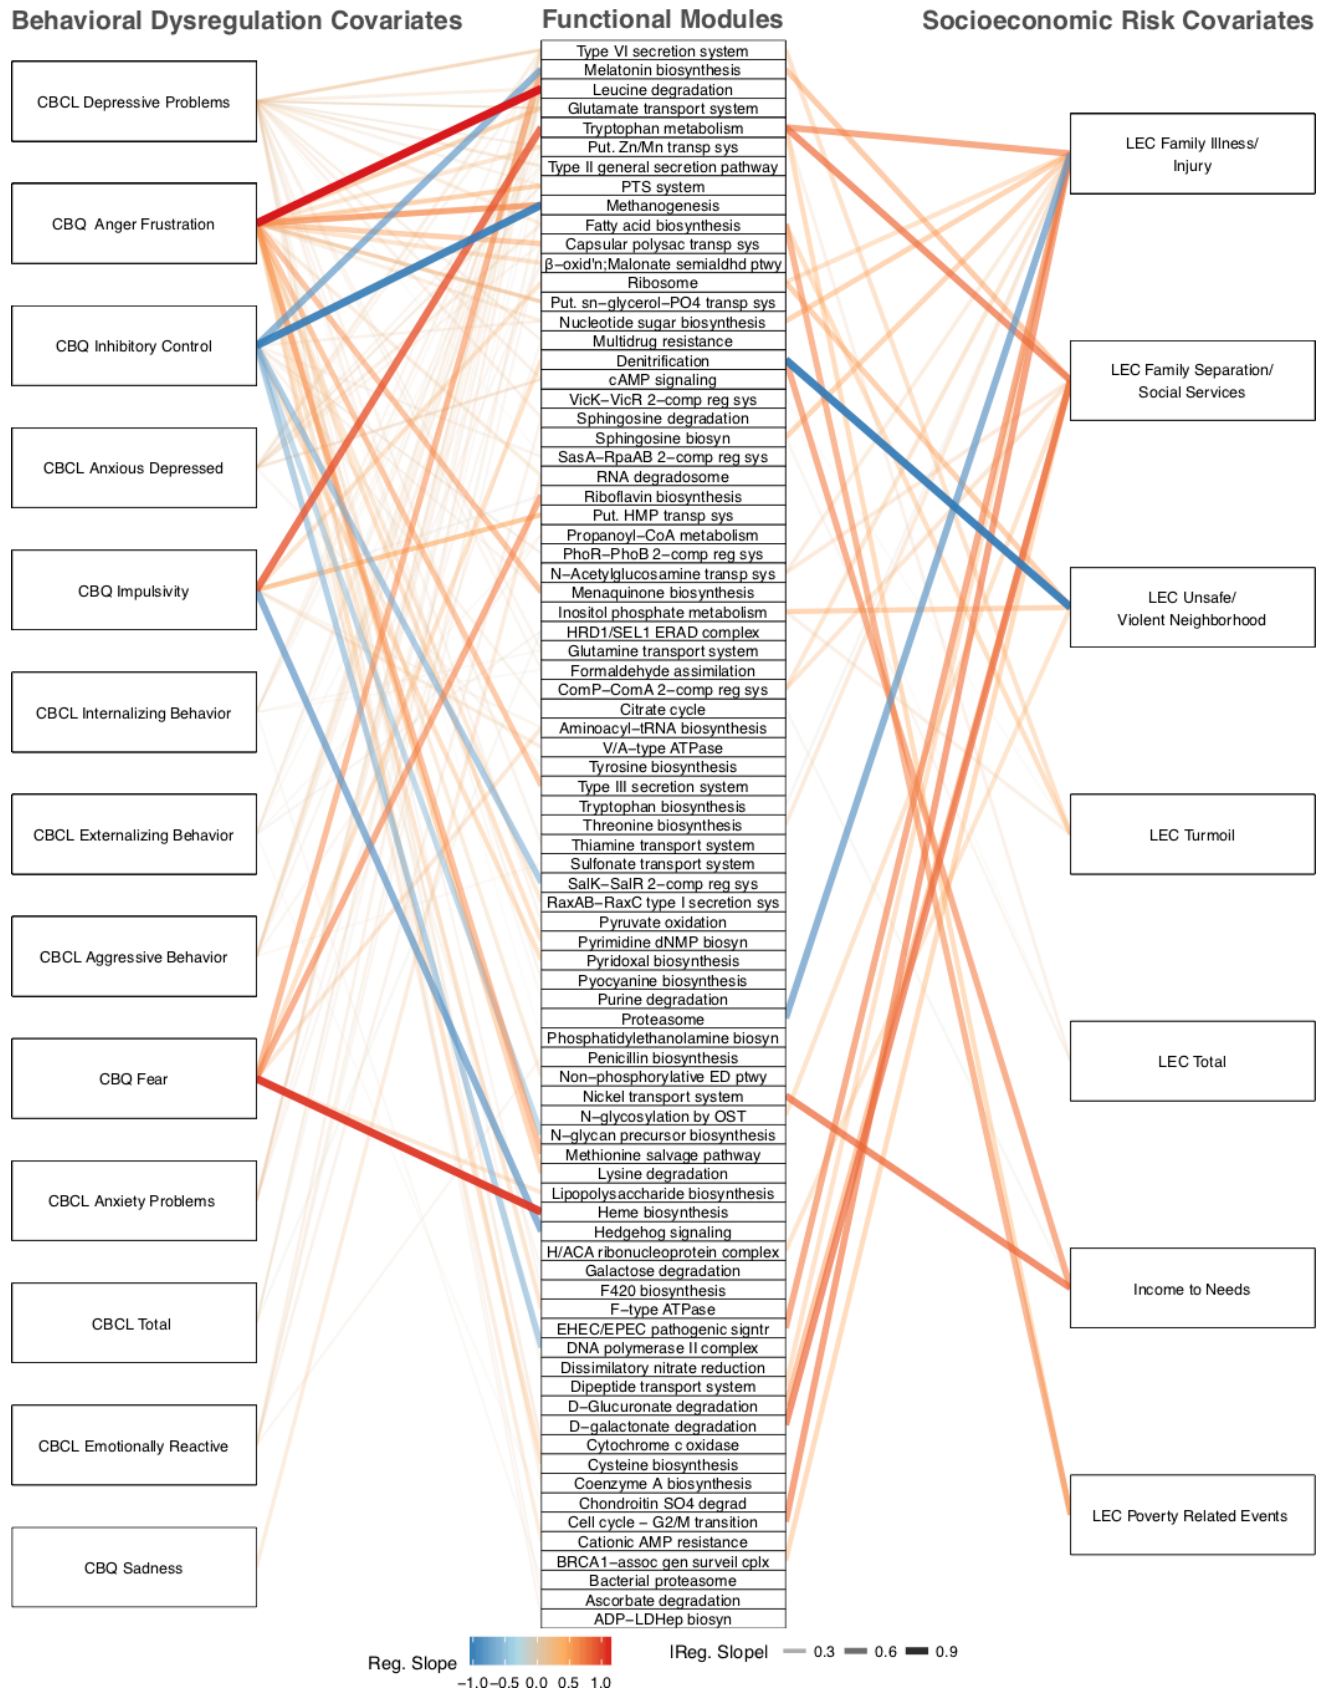 Behavioral Dysregulation Covariates
Functional Modules
Socioeconomic Risk Covariates
CBCL Depressive Problems
CBQ Anger Frustration
CBQ Inhibitory Control
CBCL Anxious Depressed
CBQ Impulsivity
CBCL Internalizing Behavior
CBCL Externalizing Behavior
CBCL Aggressive Behavior
CBQ Fear
CBCL Anxiety Problems
CBCL Total
CBCL Emotionally Reactive
CBQ Sadness
Type VI secretion system
Melatonin biosynthesis
Leucine degradation
Glutamate transport system
Tryptophan metabolism
Put. Zn/Mn transp sys
Type II general secretion pathway
PTS system
Methanogenesis
Fatty acid biosynthesis
Capsular polysac transp sys
β−oxid'n;Malonate semialdhd ptwy
Ribosome
Put. sn−glycerol−PO4 transp sys
Nucleotide sugar biosynthesis
Multidrug resistance
Denitrification
cAMP signaling
VicK−VicR 2−comp reg sys
Sphingosine degradation
Sphingosine biosyn
SasA−RpaAB 2−comp reg sys
RNA degradosome
Riboflavin biosynthesis
Put. HMP transp sys
Propanoyl−CoA metabolism
PhoR−PhoB 2−comp reg sys
N−Acetylglucosamine transp sys
Menaquinone biosynthesis
Inositol phosphate metabolism
HRD1/SEL1 ERAD complex
Glutamine transport system
Formaldehyde assimilation
ComP−ComA 2−comp reg sys
Citrate cycle
Aminoacyl−tRNA biosynthesis
V/A−type ATPase
Tyrosine biosynthesis
Type III secretion system
Tryptophan biosynthesis
Threonine biosynthesis
Thiamine transport system
Sulfonate transport system
SalK−SalR 2−comp reg sys
RaxAB−RaxC type I secretion sys
Pyruvate oxidation
Pyrimidine dNMP biosyn
Pyridoxal biosynthesis
Pyocyanine biosynthesis
Purine degradation
Proteasome
Phosphatidylethanolamine biosyn
Penicillin biosynthesis
Non−phosphorylative ED ptwy
Nickel transport system
N−glycosylation by OST
N−glycan precursor biosynthesis
Methionine salvage pathway
Lysine degradation
Lipopolysaccharide biosynthesis
Heme biosynthesis
Hedgehog signaling
H/ACA ribonucleoprotein complex
Galactose degradation
F420 biosynthesis
F−type ATPase
EHEC/EPEC pathogenic signtr
DNA polymerase II complex
Dissimilatory nitrate reduction
Dipeptide transport system
D−Glucuronate degradation
D−galactonate degradation
Cytochrome c oxidase
Cysteine biosynthesis
Coenzyme A biosynthesis
Chondroitin SO4 degrad
Cell cycle − G2/M transition
Cationic AMP resistance
BRCA1−assoc gen surveil cplx
Bacterial proteasome
Ascorbate degradation
ADP−LDHep biosyn
LEC Family Illness/
Injury
LEC Family Separation/
Social Services
LEC Unsafe/
Violent Neighborhood
LEC Turmoil
LEC Total
Income to Needs
LEC Poverty Related Events
Reg. Slope
−1.0 −0.5 0.0 0.5 1.0
|Reg. Slope| 0.3 0.6 0.9